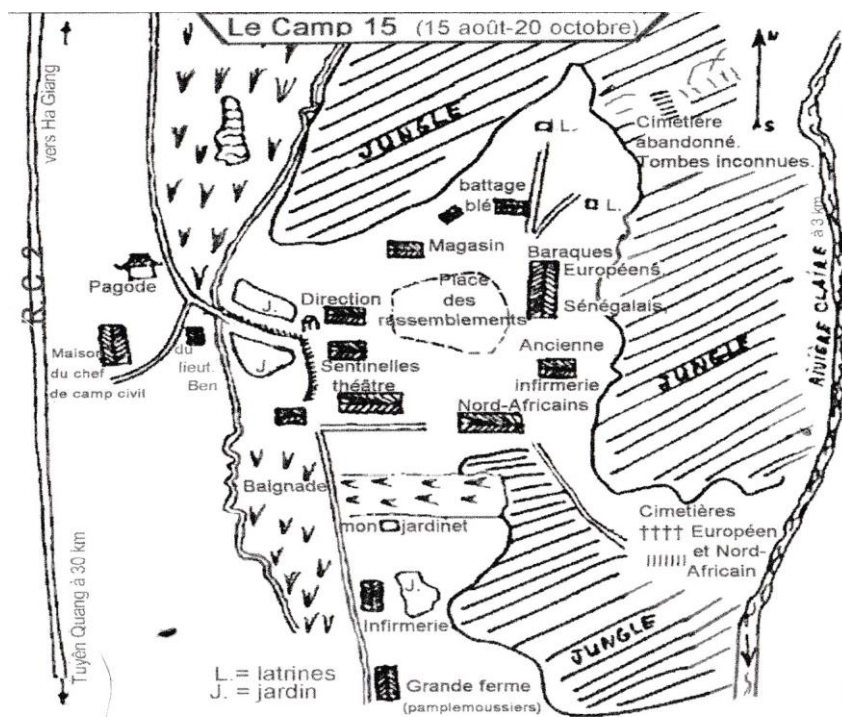 Le Camp 15 (15 août-20 octobre)
vers Ha Giang
R.C 2
Tuyên Quang à 30 km
N
S
JUNGLE
L.
Cimetière
abandonné.
Tombes inconnues.
battage
blé
L.
Magasin
Baraques
Européens,
Sénégalais,
RIVIÈRE CLAIRE à 3 km
Pagode
J.
Direction
Place
des
rassemblements
Maison
du chef
de camp civil
du
lieut.
Ben
J.
Sentinelles
théâtre
Ancienne
infirmerie
Nord-Africains
JUNGLE
Baignade
mon jardinet
Cimetières
†††† Européen
et Nord-
Africain
J.
Infirmerie
JUNGLE
L.= latrines
J. = jardin
Grande ferme
(pamplemoussiers)